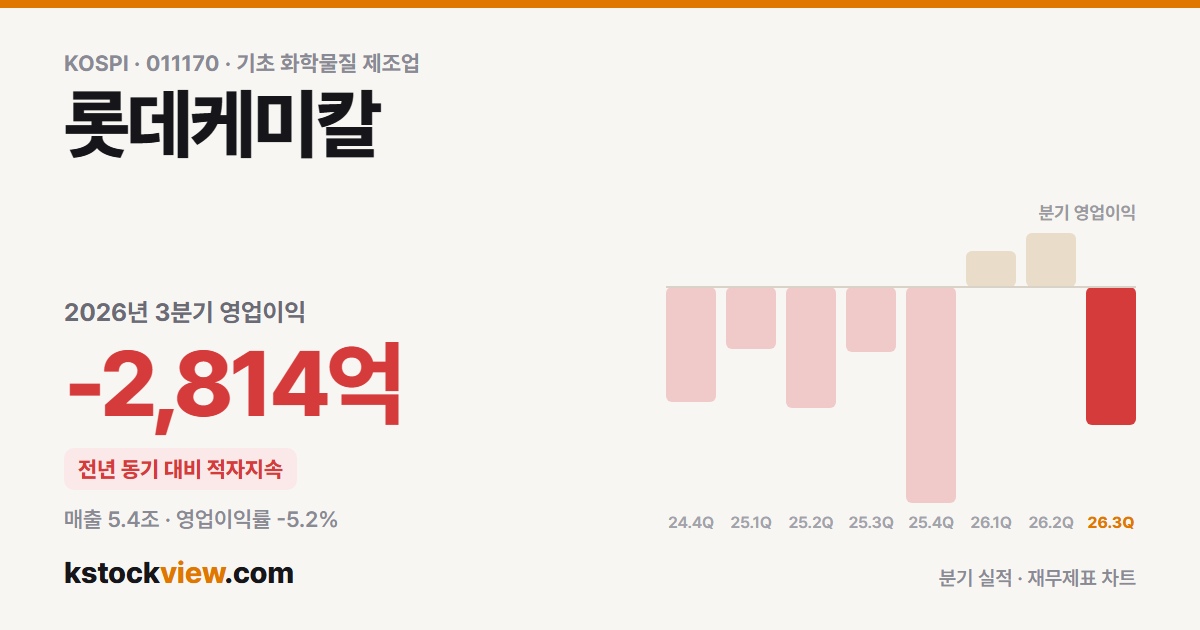 KOSPI · 011170 · 기초 화학물질 제조업
롯데케미칼
분기 영업이익
2026년 3분기 영업이익
-2,814억
전년 동기 대비 적자지속
매출 5.4조 · 영업이익률 -5.2%
24.4Q 25.1Q 25.2Q 25.3Q 25.4Q 26.1Q 26.2Q 26.3Q
kstockview.com
분기 실적 · 재무제표 차트